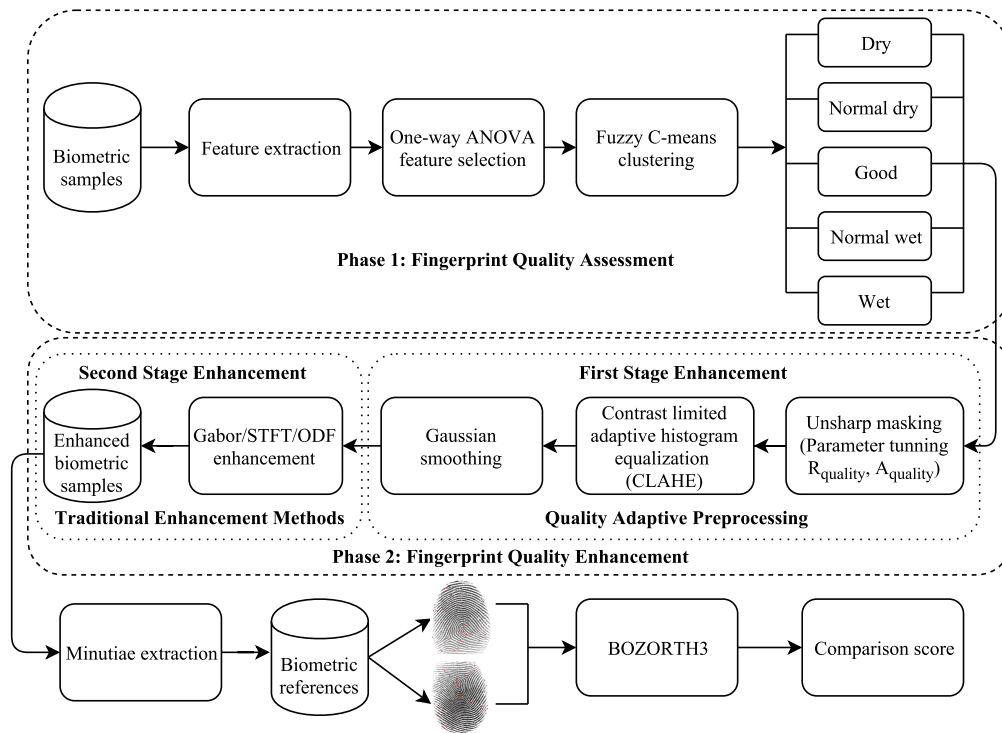 Biometric
samples
Feature extraction
One-way ANOVA
feature selection
Fuzzy C-means
clustering
Dry
Normal dry
Good
Normal wet
Wet
Phase 1: Fingerprint Quality Assessment
Second Stage Enhancement
First Stage Enhancement
Enhanced
biometric
samples
Gabor/STFT/ODF
enhancement
Gaussian
smoothing
Contrast limited
adaptive histogram
equalization
(CLAHE)
Unsharp masking
(Parameter tunning
Rquality, Aquality)
Traditional Enhancement Methods
Quality Adaptive Preprocessing
Phase 2: Fingerprint Quality Enhancement
Minutiae extraction
Biometric
references
BOZORTH3
Comparison score